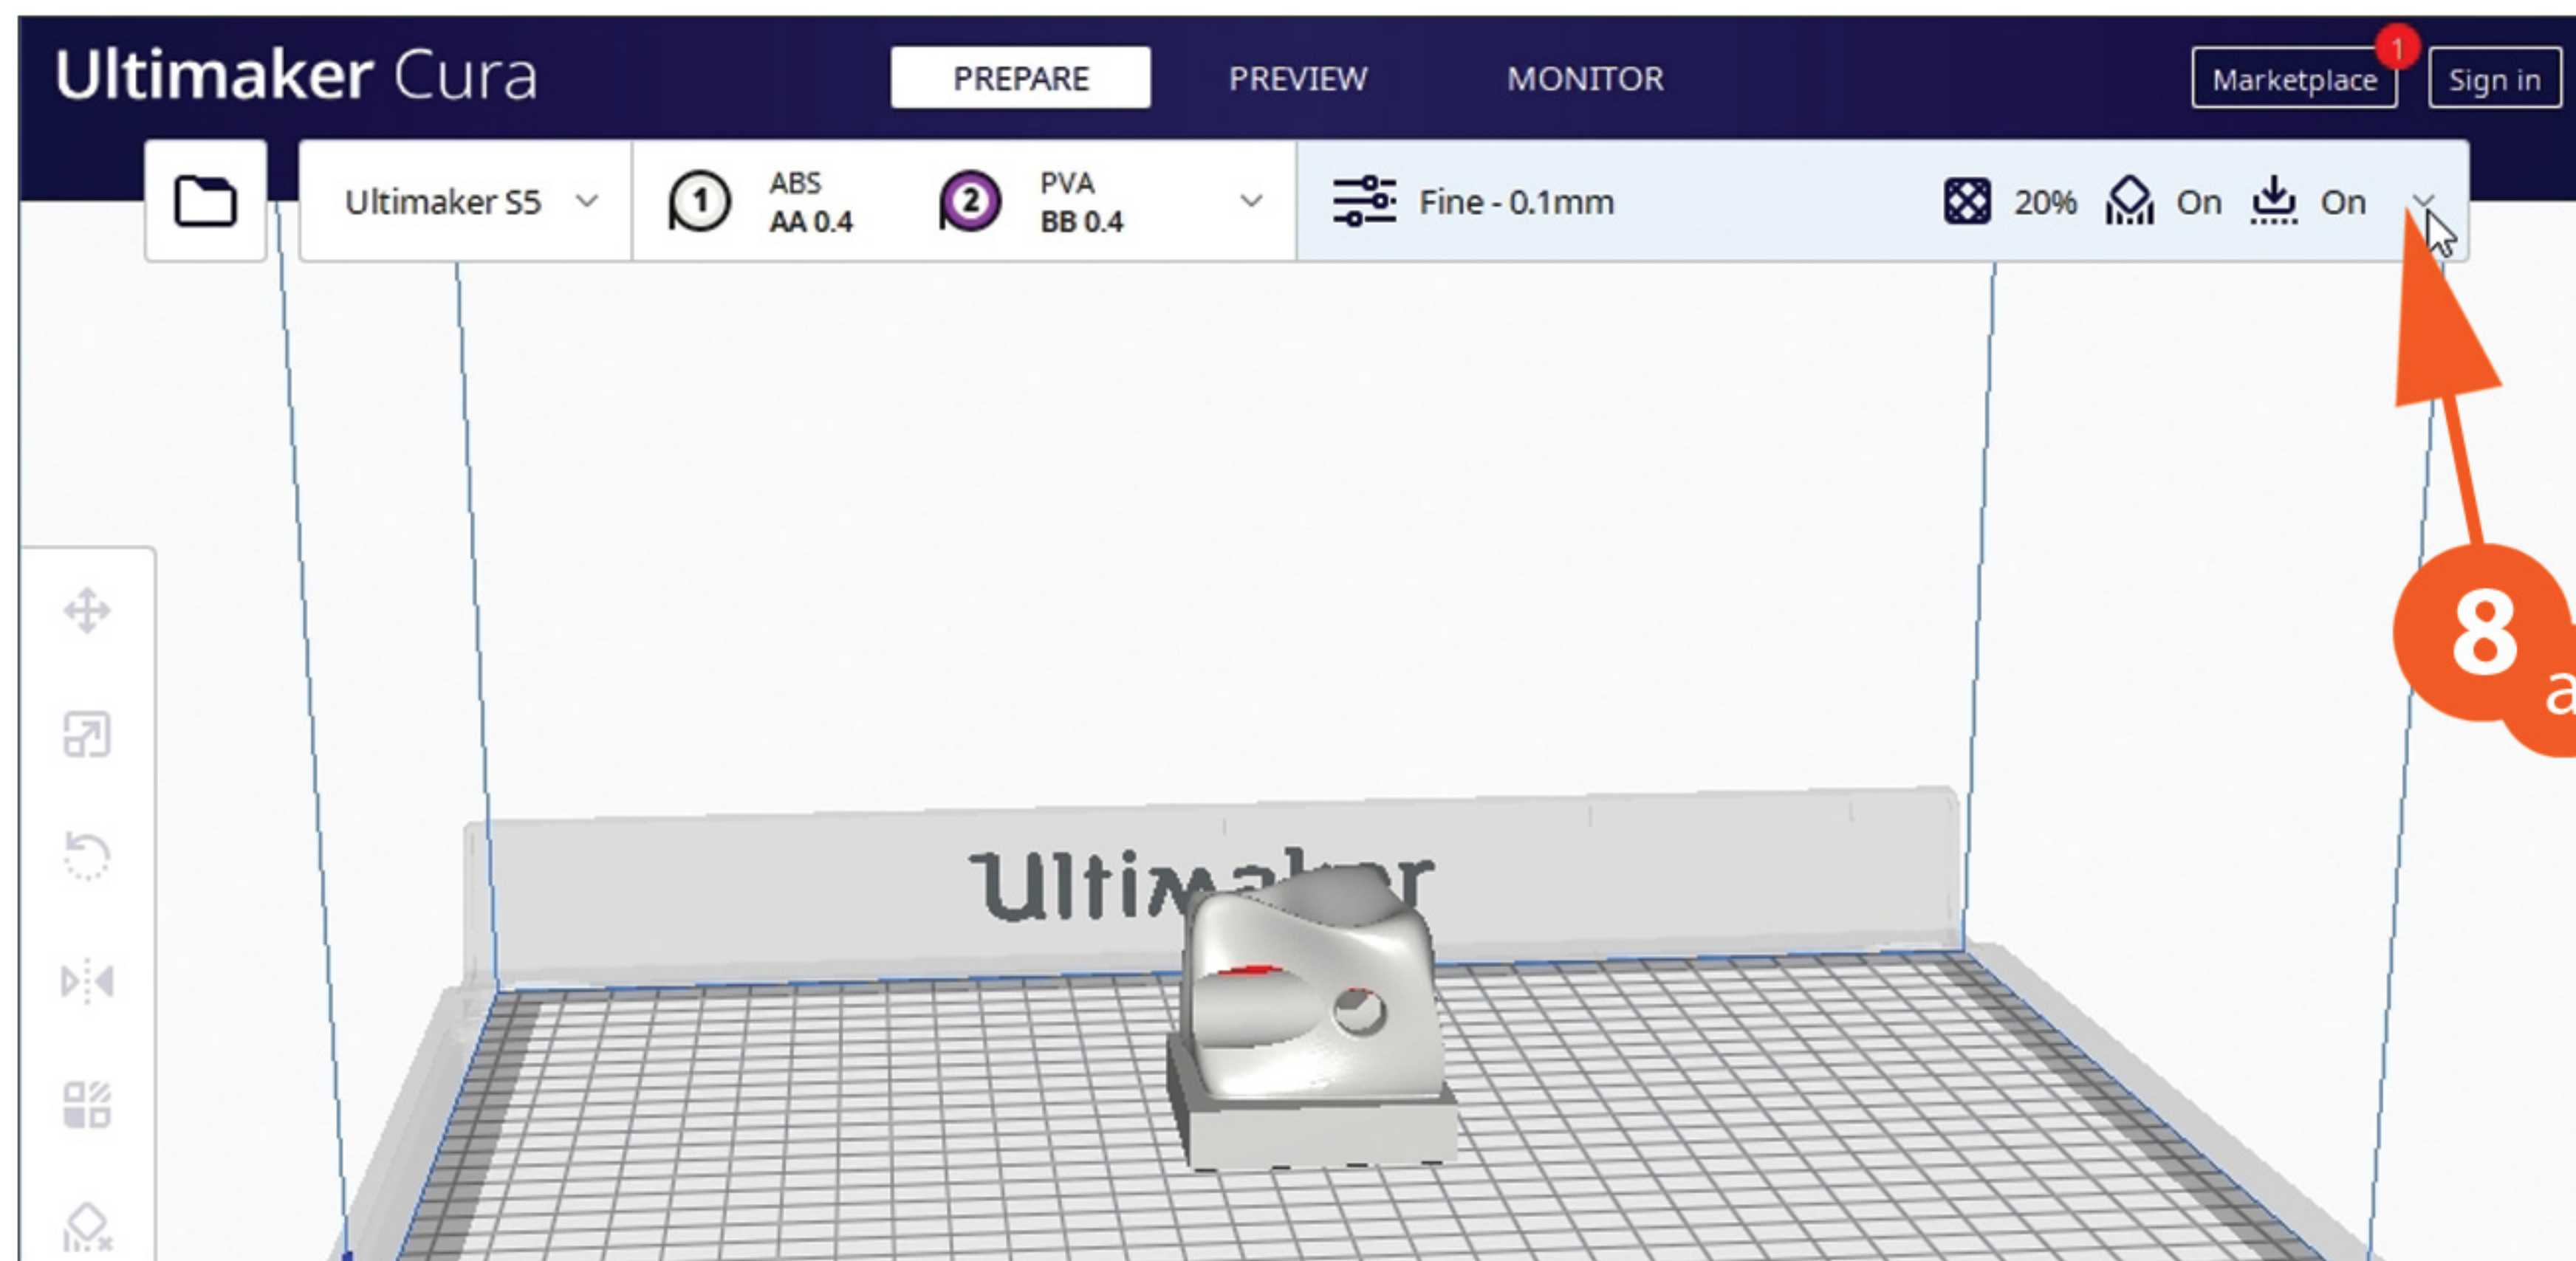 Ultimaker Cura
PREPARE PREVIEW MONITOR
Marketplace 1 Sign in
Ultimaker S5
1 ABS AA 0.4
2 PVA BB 0.4
Fine - 0.1mm
20% On On
8 a
Ultimaker